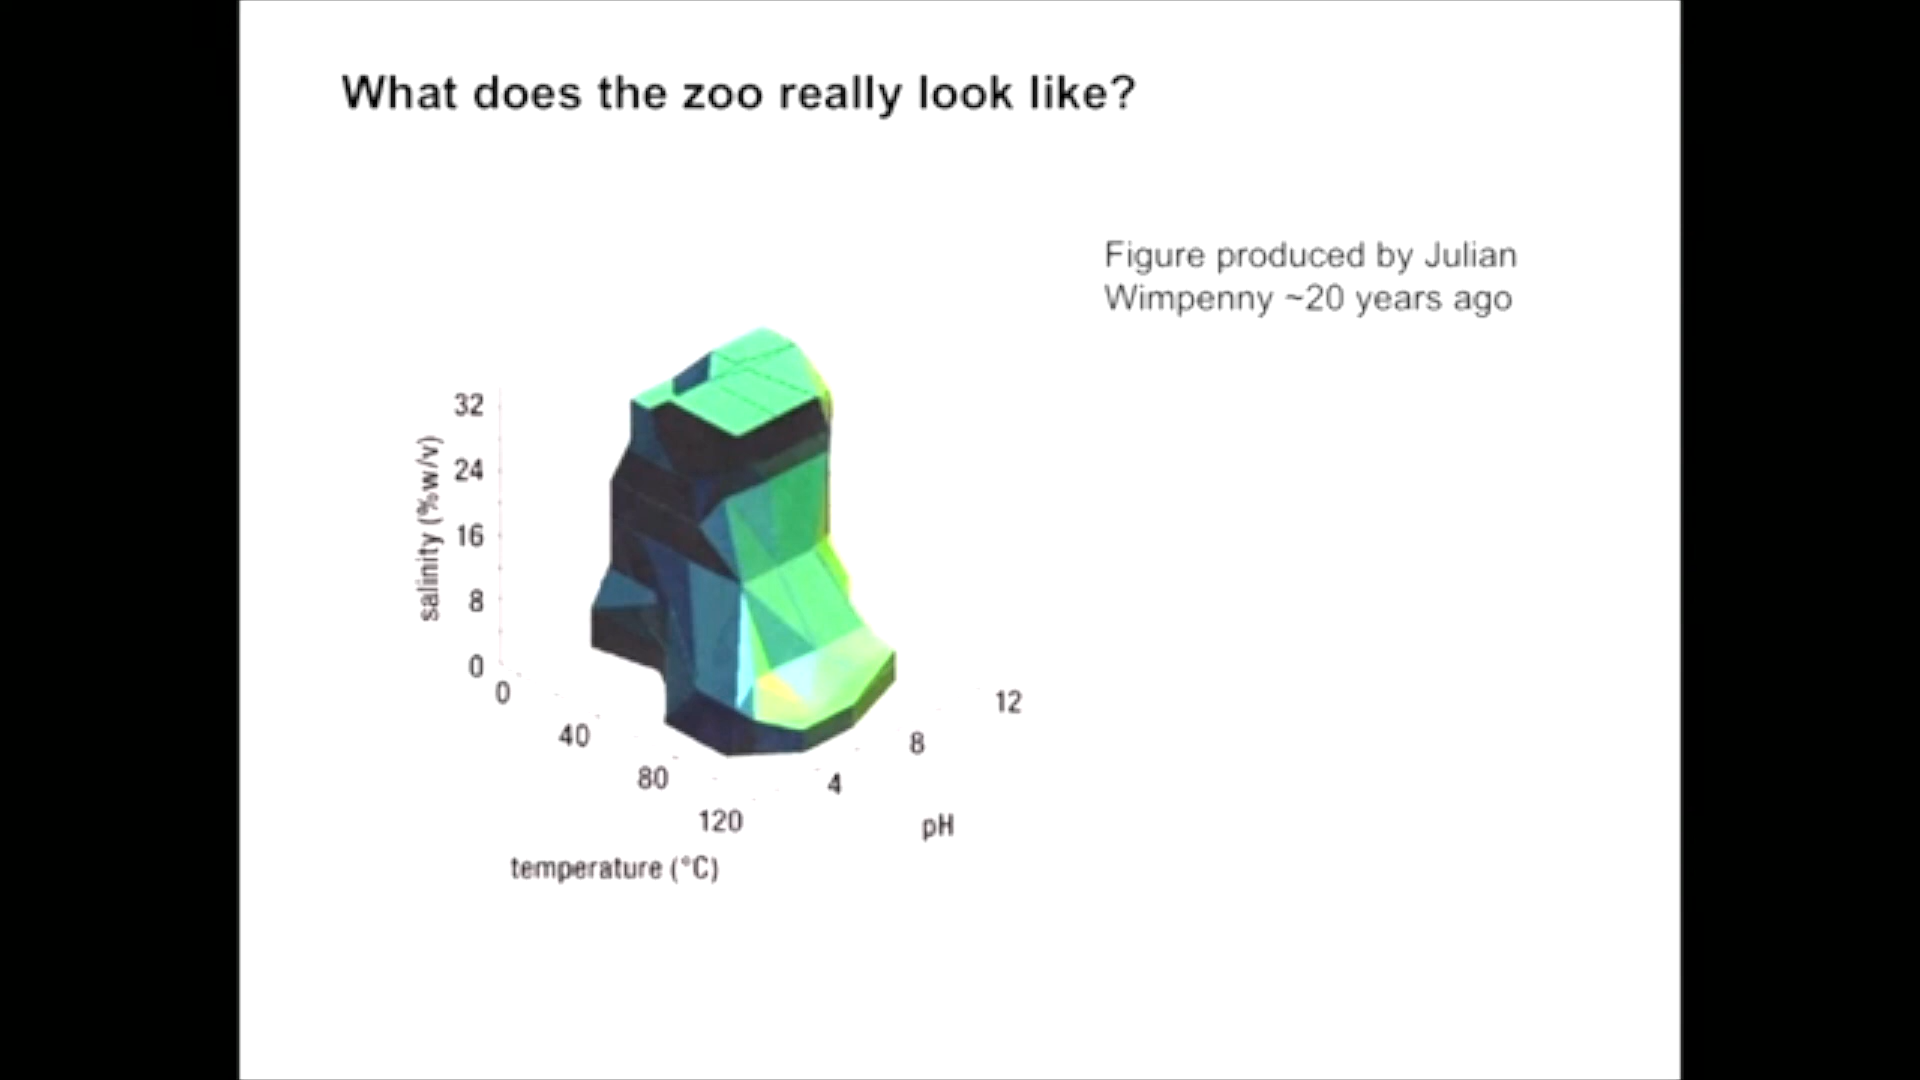 What does the zoo really look like?
Figure produced by Julian
Wimpenny ~20 years ago
32
24
16
8
0
salinity (%w/v)
0
40
80
120
temperature (°C)
4
8
12
pH